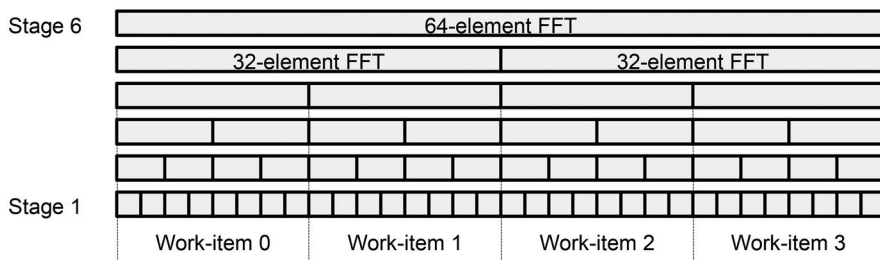 Stage 6
64-element FFT
32-element FFT
32-element FFT
Stage 1
Work-item 0
Work-item 1
Work-item 2
Work-item 3